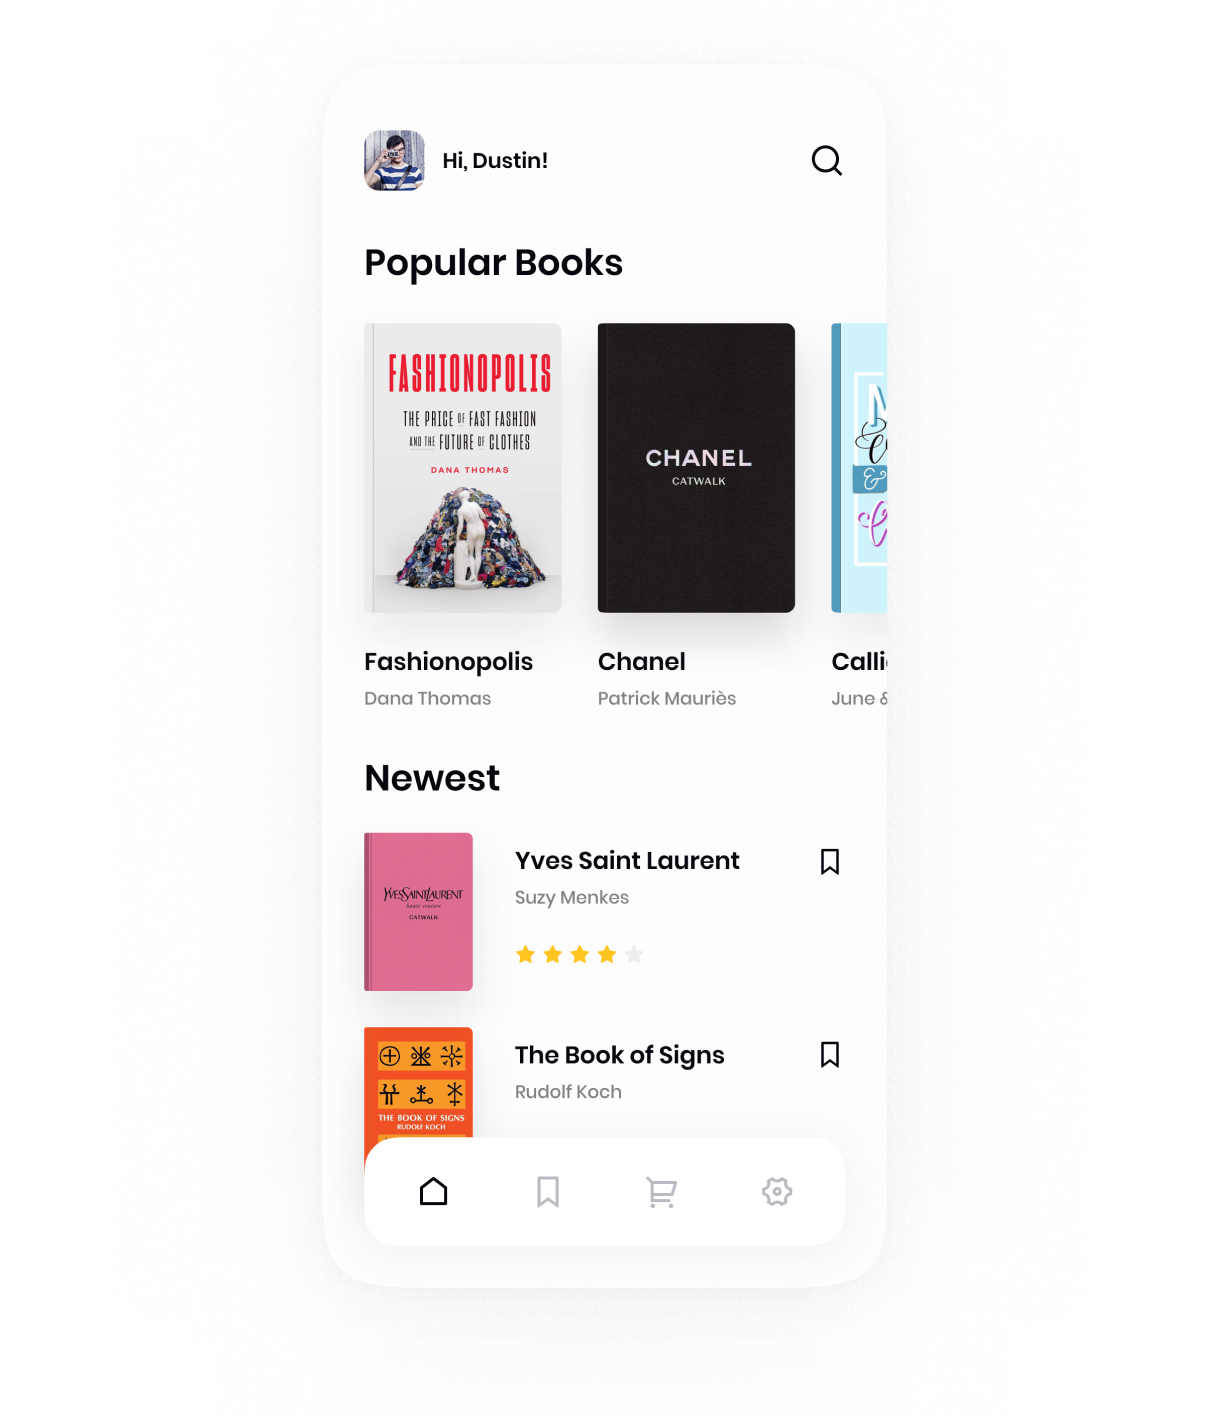 Hi, Dustin!
Popular Books
FASHIONOPOLIS
THE PRICE OF FAST FASHION
AND THE FUTURE OF CLOTHES
DANA THOMAS
CHANEL
CATWALK
&
Fashionopolis
Chanel
Dana Thomas
Patrick Mauriès
June &
Newest
YVESSAINTLAURENT
haute couture
CATWALK
Yves Saint Laurent
Suzy Menkes
THE BOOK OF SIGNS
RUDOLF KOCH
The Book of Signs
Rudolf Koch